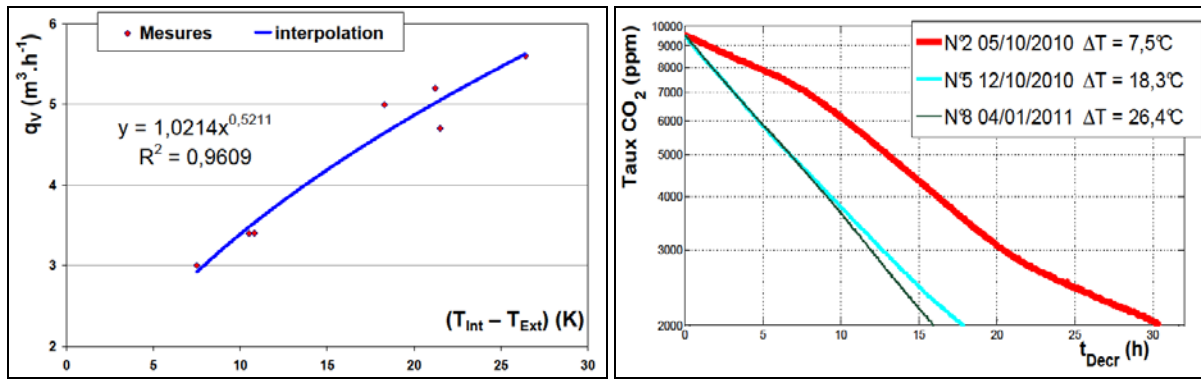 Mesures
interpolation
6
5
4
3
2
q_V (m³.h⁻¹)
y = 1,0214x^0,5211
R² = 0,9609
(T_Int – T_Ext) (K)
0 5 10 15 20 25 30
Taux CO₂ (ppm)
10000
9000
8000
7000
6000
5000
4000
3000
2000
N°2 05/10/2010 ΔT = 7,5°C
N°5 12/10/2010 ΔT = 18,3°C
N°8 04/01/2011 ΔT = 26,4°C
0 5 10 15 20 25 30
t_Decr (h)